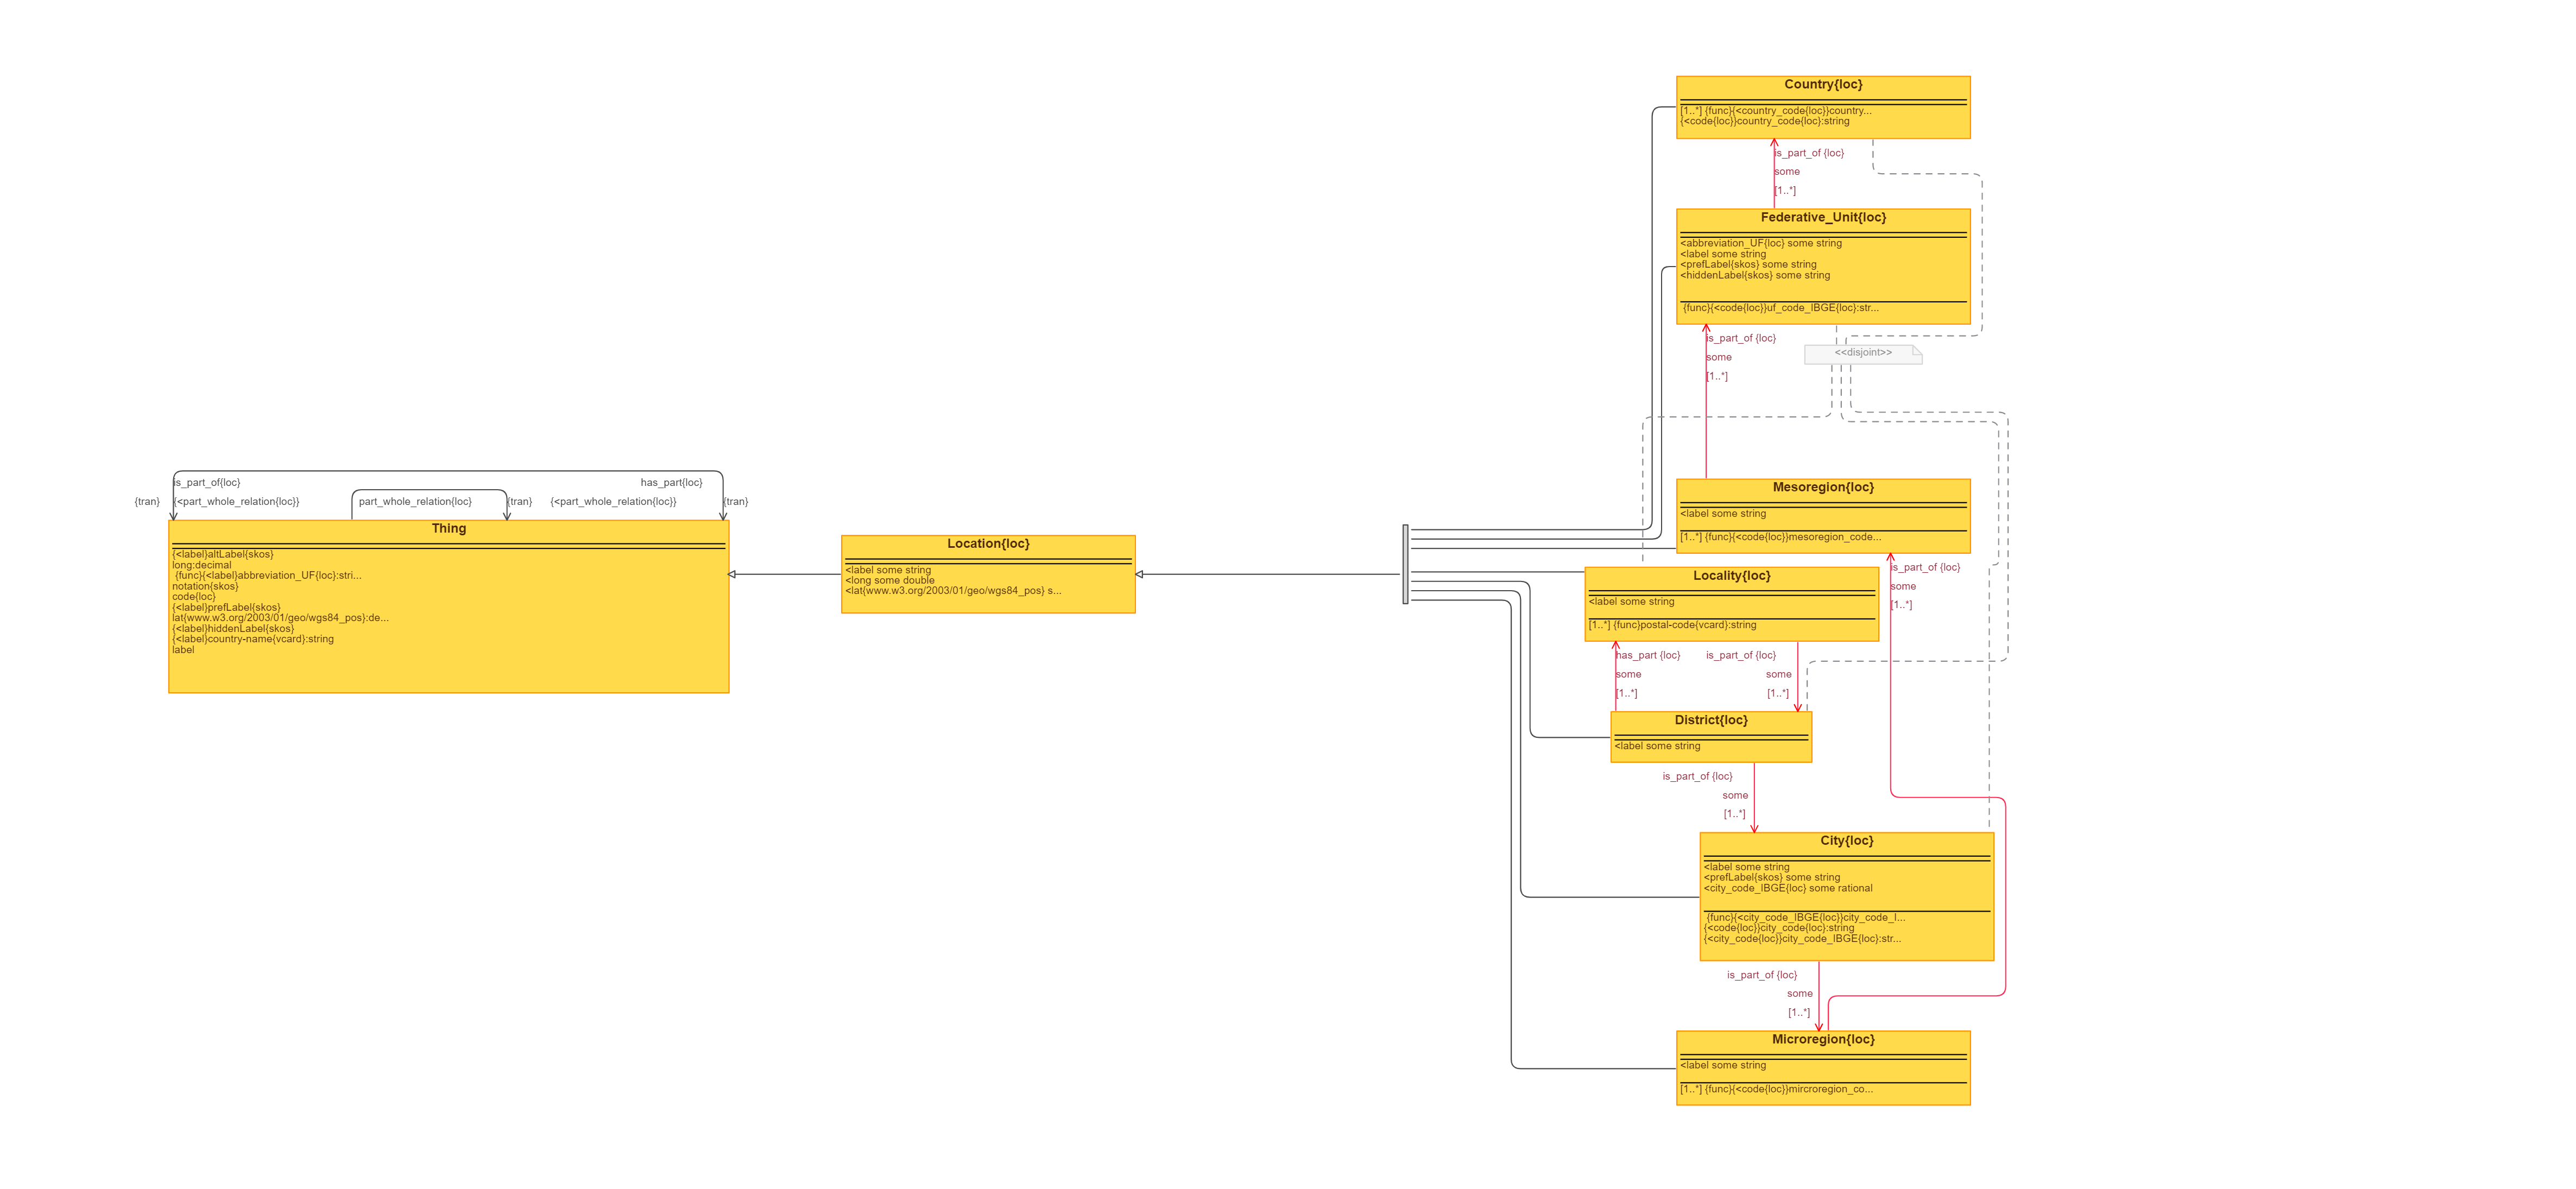 Country{loc}
[1..*] {func}{<country_code{loc}}country...
{<code{loc}}country_code{loc}:string
is_part_of {loc}
some
[1..*]
Federative_Unit{loc}
<abbreviation_UF{loc} some string
<label some string
<prefLabel{skos} some string
<hiddenLabel{skos} some string
{func}{<code{loc}}uf_code_IBGE{loc}:str...
is_part_of {loc}
some
[1..*]
<<disjoint>>
is_part_of{loc}
has_part{loc}
{tran}
{<part_whole_relation{loc}}
part_whole_relation{loc}
{tran}
{<part_whole_relation{loc}}
{tran}
Thing
{<label}altLabel{skos}
long:decimal
{func}{<label}abbreviation_UF{loc}:stri...
notation{skos}
code{loc}
{<label}prefLabel{skos}
lat{www.w3.org/2003/01/geo/wgs84_pos}:de...
{<label}hiddenLabel{skos}
{<label}country-name{vcard}:string
label
Location{loc}
<label some string
<long some double
<lat{www.w3.org/2003/01/geo/wgs84_pos} s...
Mesoregion{loc}
<label some string
[1..*] {func}{<code{loc}}mesoregion_code...
is_part_of {loc}
some
[1..*]
Locality{loc}
<label some string
[1..*] {func}postal-code{vcard}:string
has_part {loc}
some
[1..*]
is_part_of {loc}
some
[1..*]
District{loc}
<label some string
is_part_of {loc}
some
[1..*]
City{loc}
<label some string
<prefLabel{skos} some string
<city_code_IBGE{loc} some rational
{func}{<city_code_IBGE{loc}}city_code_I...
{<code{loc}}city_code{loc}:string
{<city_code{loc}}city_code_IBGE{loc}:str...
is_part_of {loc}
some
[1..*]
Microregion{loc}
<label some string
[1..*] {func}{<code{loc}}mircroregion_co...